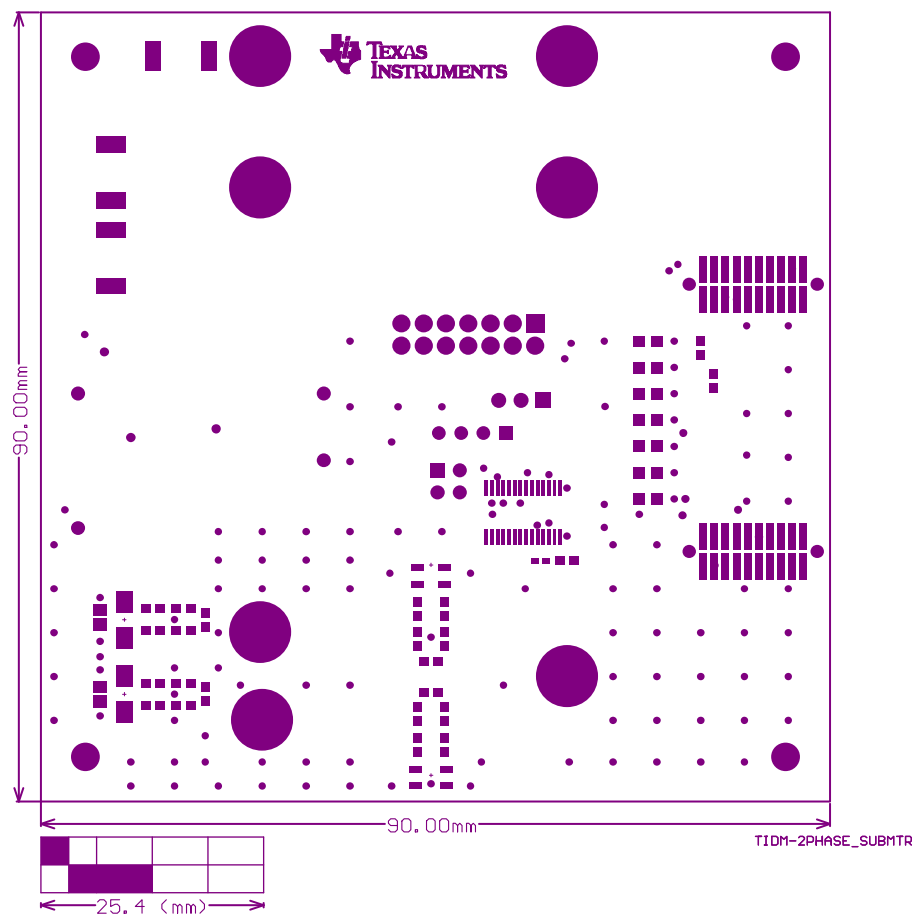 TEXAS
INSTRUMENTS
90.00mm
90.00mm
TIDM-2PHASE_SUBMTR
25.4 (mm)